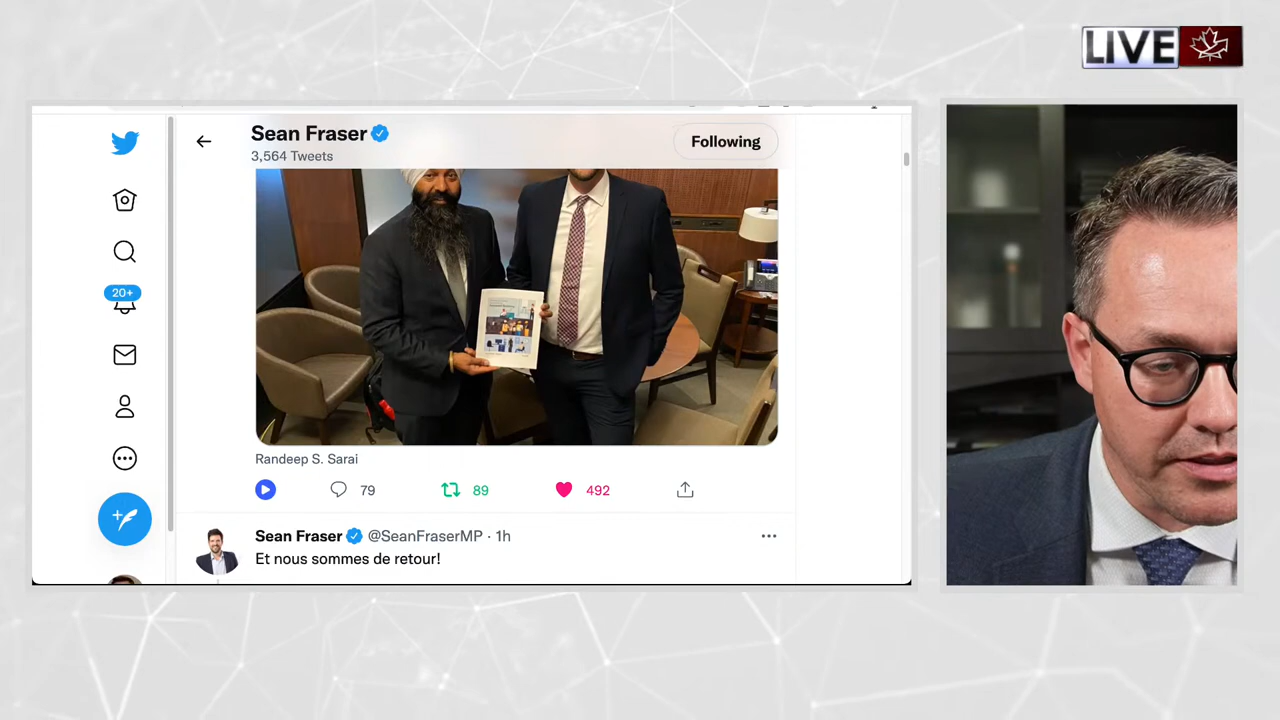 LIVE
Sean Fraser
3,564 Tweets
Following
20+
Randeep S. Sarai
79
89
492
Sean Fraser @SeanFraserMP · 1h
Et nous sommes de retour!